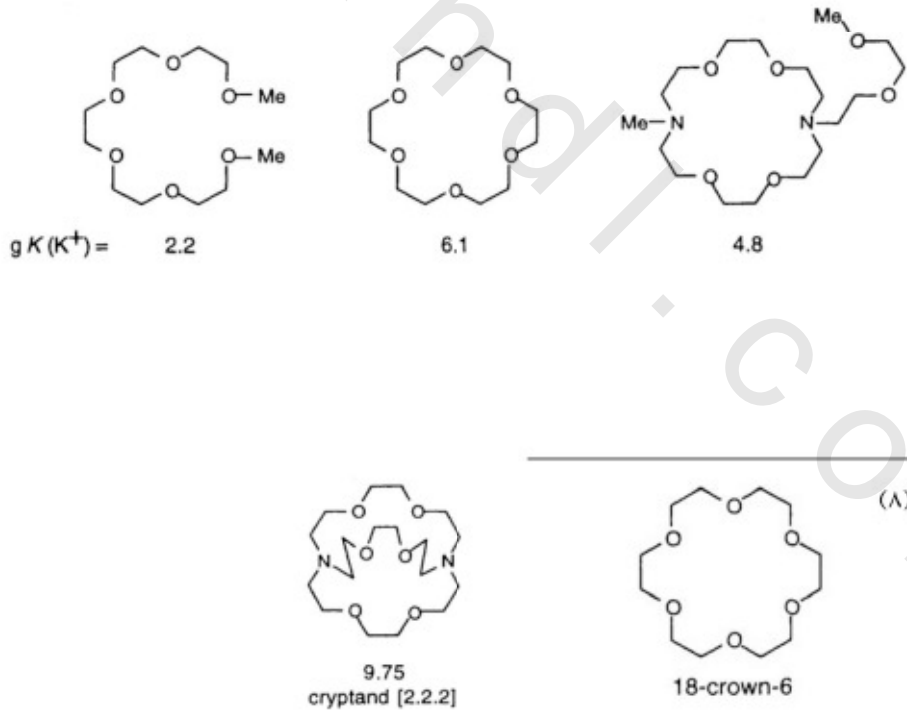 O
O O—Me
O O—Me
O
O
O O
O O
O
Me O
O O O
Me—N N
O O
g K (K+) = 2.2 6.1 4.8
O O
O O
N N
O O
9.75
cryptand [2.2.2]
(٨)
O
O O
O O
O
18-crown-6